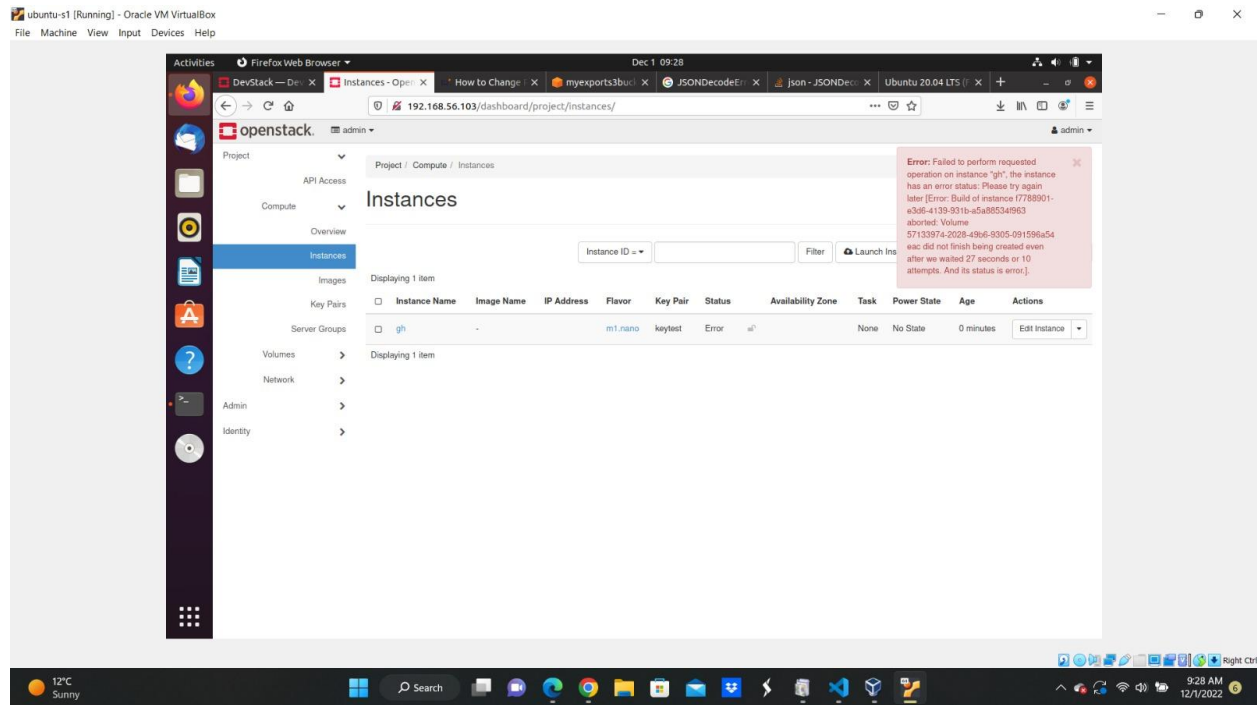 ubuntu-s1 [Running] - Oracle VM VirtualBox
File Machine View Input Devices Help
Activities Firefox Web Browser Dec 1 09:28
DevStack — Dev Instances - Open How to Change myexports3buck JSONDecodeErr json - JSONDeco Ubuntu 20.04 LTS (F
192.168.56.103/dashboard/project/instances/
openstack. admin admin
Project
API Access
Compute
Overview
Instances
Images
Key Pairs
Server Groups
Volumes
Network
Admin
Identity
Project / Compute / Instances
Instances
Error: Failed to perform requested
operation on instance "gh", the instance
has an error status: Please try again
later [Error: Build of instance f7788901-
e3d6-4139-931b-a5a88534f963
aborted: Volume
57133974-2028-49b6-9305-091596a54
eac did not finish being created even
after we waited 27 seconds or 10
attempts. And its status is error.].
Instance ID = Filter Launch Ins
Displaying 1 item
Instance Name Image Name IP Address Flavor Key Pair Status Availability Zone Task Power State Age Actions
gh - m1.nano keytest Error None No State 0 minutes Edit Instance
Displaying 1 item
Right Ctrl
12°C
Sunny
Search
9:28 AM
12/1/2022
6